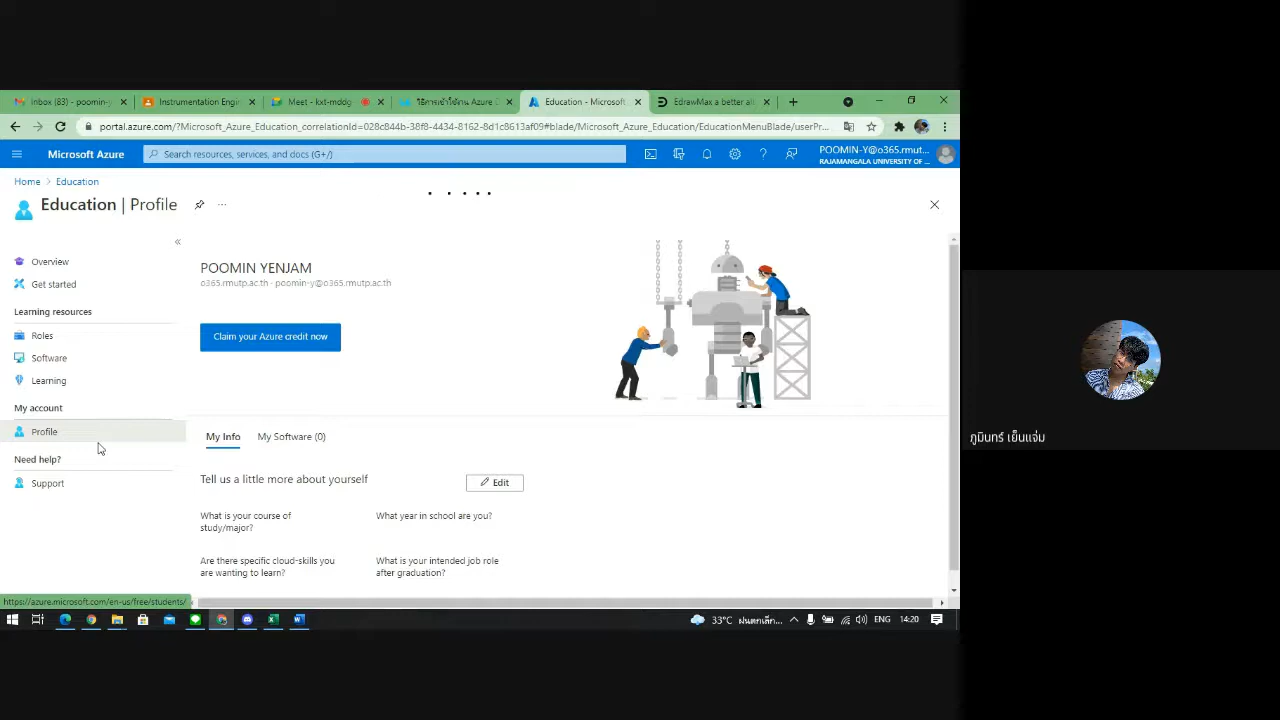 Inbox (83) - poomin-
Instrumentation Engin
Meet - kxt-mddg
วิธีการเข้าใช้งาน Azure
Education - Microsoft
EdrawMax a better al
portal.azure.com/?Microsoft_Azure_Education_correlationId=028c844b-38f8-4434-8162-8d1c8613af09#blade/Microsoft_Azure_Education/EducationMenuBlade/userPr...
Microsoft Azure
Search resources, services, and docs (G+/)
POOMIN-Y@o365.rmut...
RAJAMANGALA UNIVERSITY OF ...
Home > Education
Education | Profile
Overview
Get started
Learning resources
Roles
Software
Learning
My account
Profile
Need help?
Support
POOMIN YENJAM
o365.rmutp.ac.th · poomin-y@o365.rmutp.ac.th
Claim your Azure credit now
My Info
My Software (0)
Tell us a little more about yourself
Edit
What is your course of
study/major?
What year in school are you?
Are there specific cloud-skills you
are wanting to learn?
What is your intended job role
after graduation?
https://azure.microsoft.com/en-us/free/students/
33°C ฝนตกเล็ก...
ENG
14:20
ภูมินทร์ เย็นแจ่ม